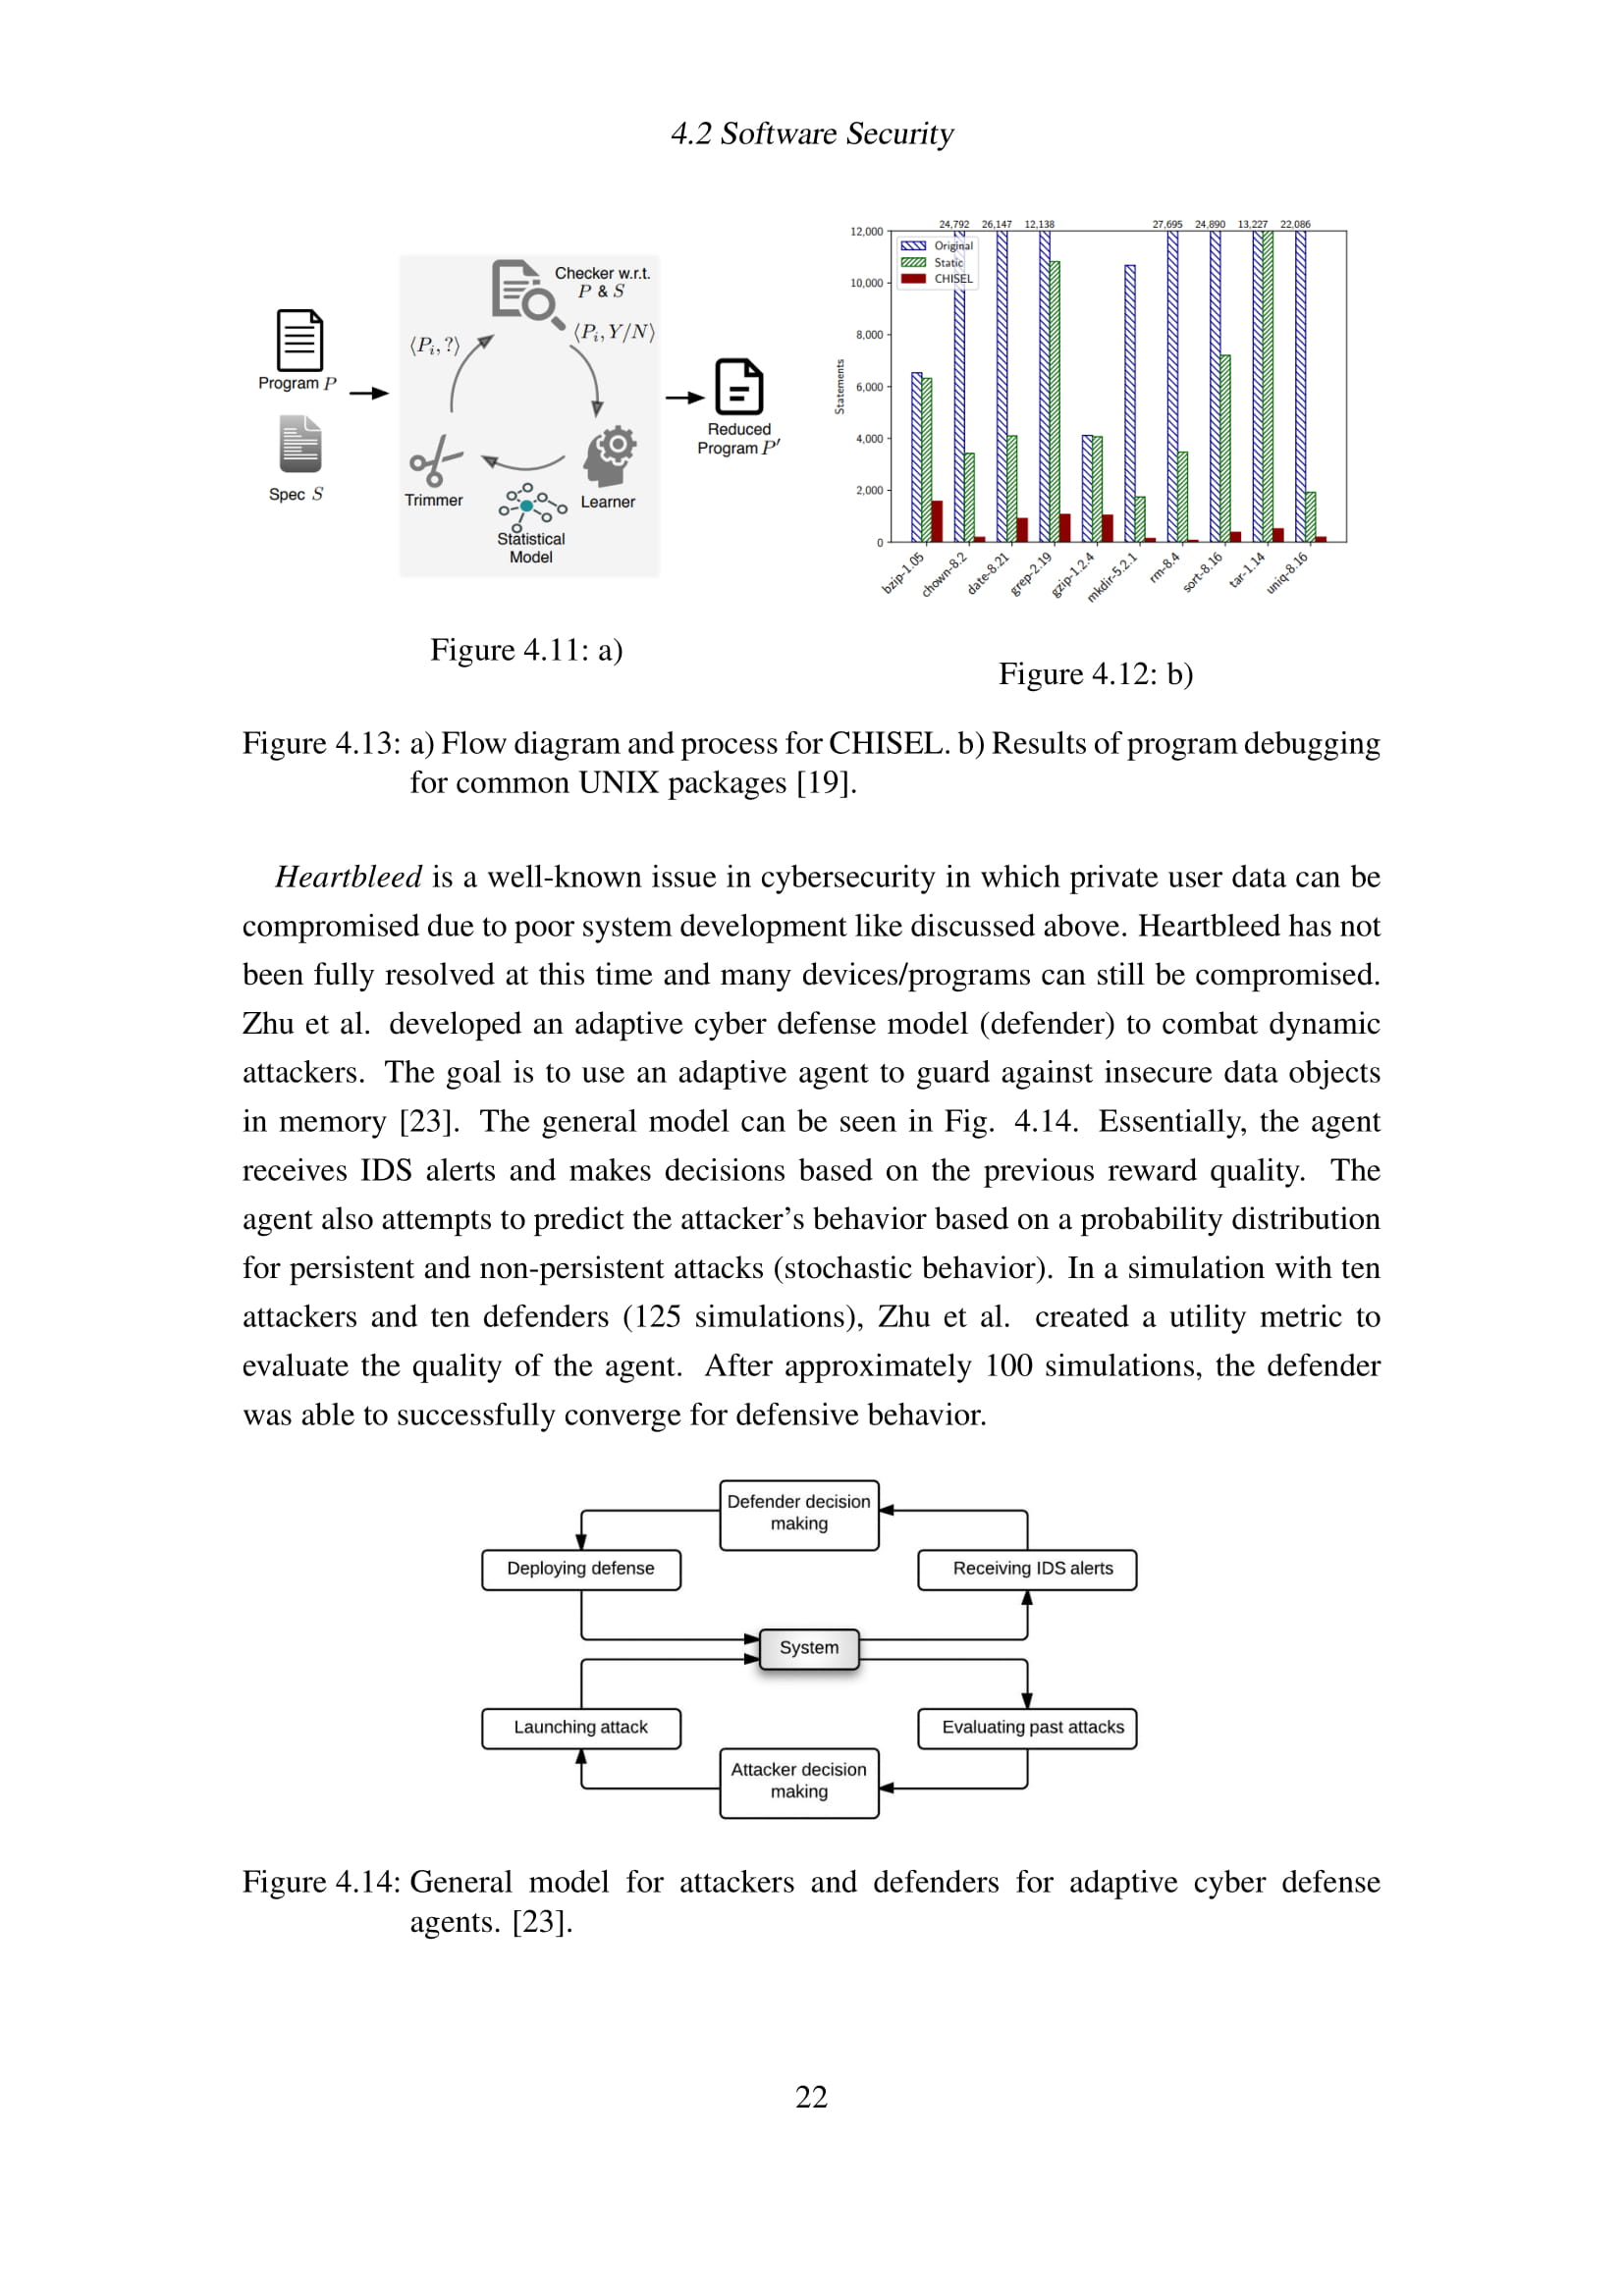 4.2 Software Security
Program P
Spec S
Checker w.r.t.
P & S
⟨Pi, ?⟩
⟨Pi, Y/N⟩
Trimmer
Learner
Statistical
Model
Reduced
Program P′
24,792 26,147 12,138 27,695 24,890 13,227 22,086
12,000
10,000
8,000
6,000
4,000
2,000
0
Statements
Original
Static
CHISEL
bzip-1.05
chown-8.2
date-8.21
grep-2.19
gzip-1.2.4
mkdir-5.2.1
rm-8.4
sort-8.16
tar-1.14
uniq-8.16
Figure 4.11: a)
Figure 4.12: b)
Figure 4.13: a) Flow diagram and process for CHISEL. b) Results of program debugging
for common UNIX packages [19].
Heartbleed is a well-known issue in cybersecurity in which private user data can be
compromised due to poor system development like discussed above. Heartbleed has not
been fully resolved at this time and many devices/programs can still be compromised.
Zhu et al. developed an adaptive cyber defense model (defender) to combat dynamic
attackers. The goal is to use an adaptive agent to guard against insecure data objects
in memory [23]. The general model can be seen in Fig. 4.14. Essentially, the agent
receives IDS alerts and makes decisions based on the previous reward quality. The
agent also attempts to predict the attacker's behavior based on a probability distribution
for persistent and non-persistent attacks (stochastic behavior). In a simulation with ten
attackers and ten defenders (125 simulations), Zhu et al. created a utility metric to
evaluate the quality of the agent. After approximately 100 simulations, the defender
was able to successfully converge for defensive behavior.
Defender decision
making
Deploying defense
Receiving IDS alerts
System
Launching attack
Evaluating past attacks
Attacker decision
making
Figure 4.14: General model for attackers and defenders for adaptive cyber defense
agents. [23].
22